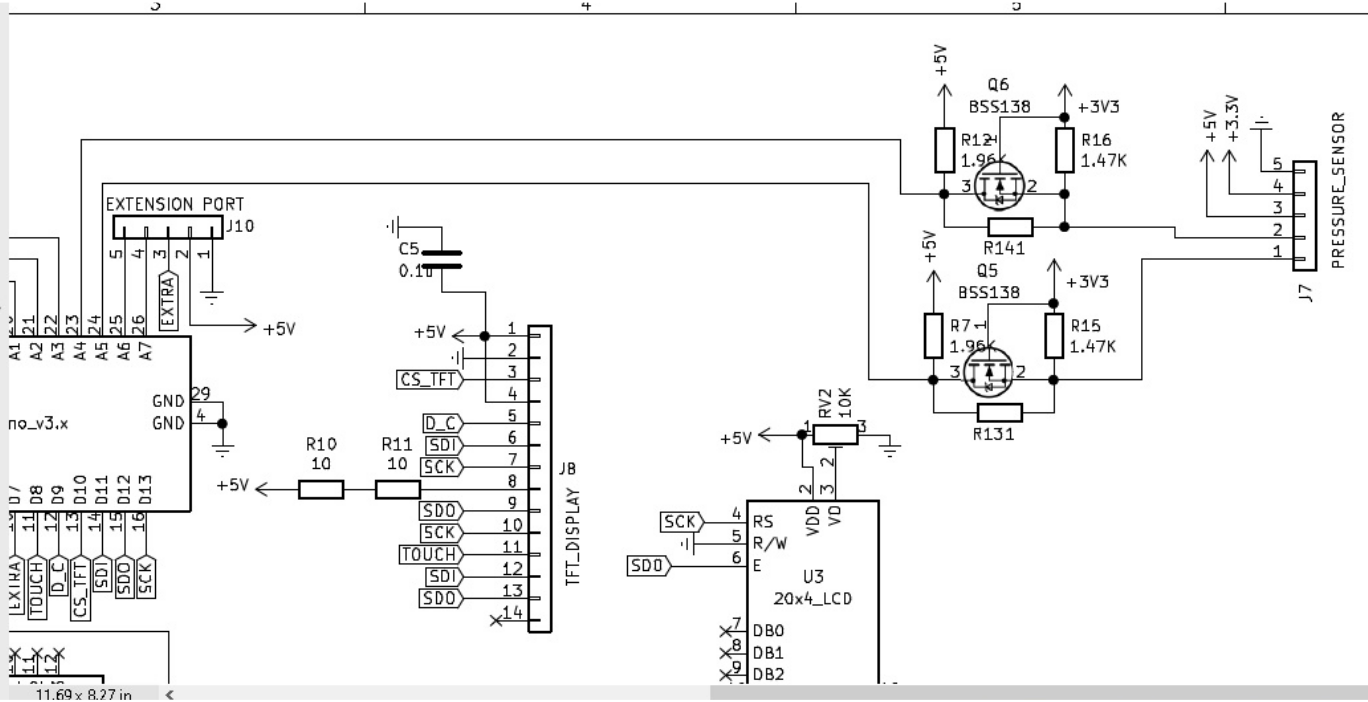 3
4
5
+5V
Q6
BSS138
+3V3
R12
1
1.96K
R16
1.47K
3
2
R141
+5V
+3.3V
5
4
3
2
1
PRESSURE_SENSOR
J7
+5V
Q5
BSS138
+3V3
R7
1
1.96K
R15
1.47K
3
2
R131
EXTENSION PORT
J10
5
4
3
2
1
EXTRA
+5V
C5
0.1u
21
22
23
24
25
26
A1
A2
A3
A4
A5
A6
A7
GND
29
GND
4
no_v3.x
D7
D8
D9
D10
D11
D12
D13
11
12
13
14
15
16
EXTRA
TOUCH
D_C
CS_TFT
SDI
SDO
SCK
R10
10
R11
10
+5V
+5V
1
2
CS_TFT
3
4
D_C
5
SDI
6
SCK
7
8
SDO
9
SCK
10
TOUCH
11
SDI
12
SDO
13
14
J8
TFT_DISPLAY
RV2
10K
+5V
1
3
2
2
3
VDD
VO
SCK
4
RS
5
R/W
SDO
6
E
U3
20x4_LCD
7
DB0
8
DB1
9
DB2
11
12
11.69 x 8.27 in
<